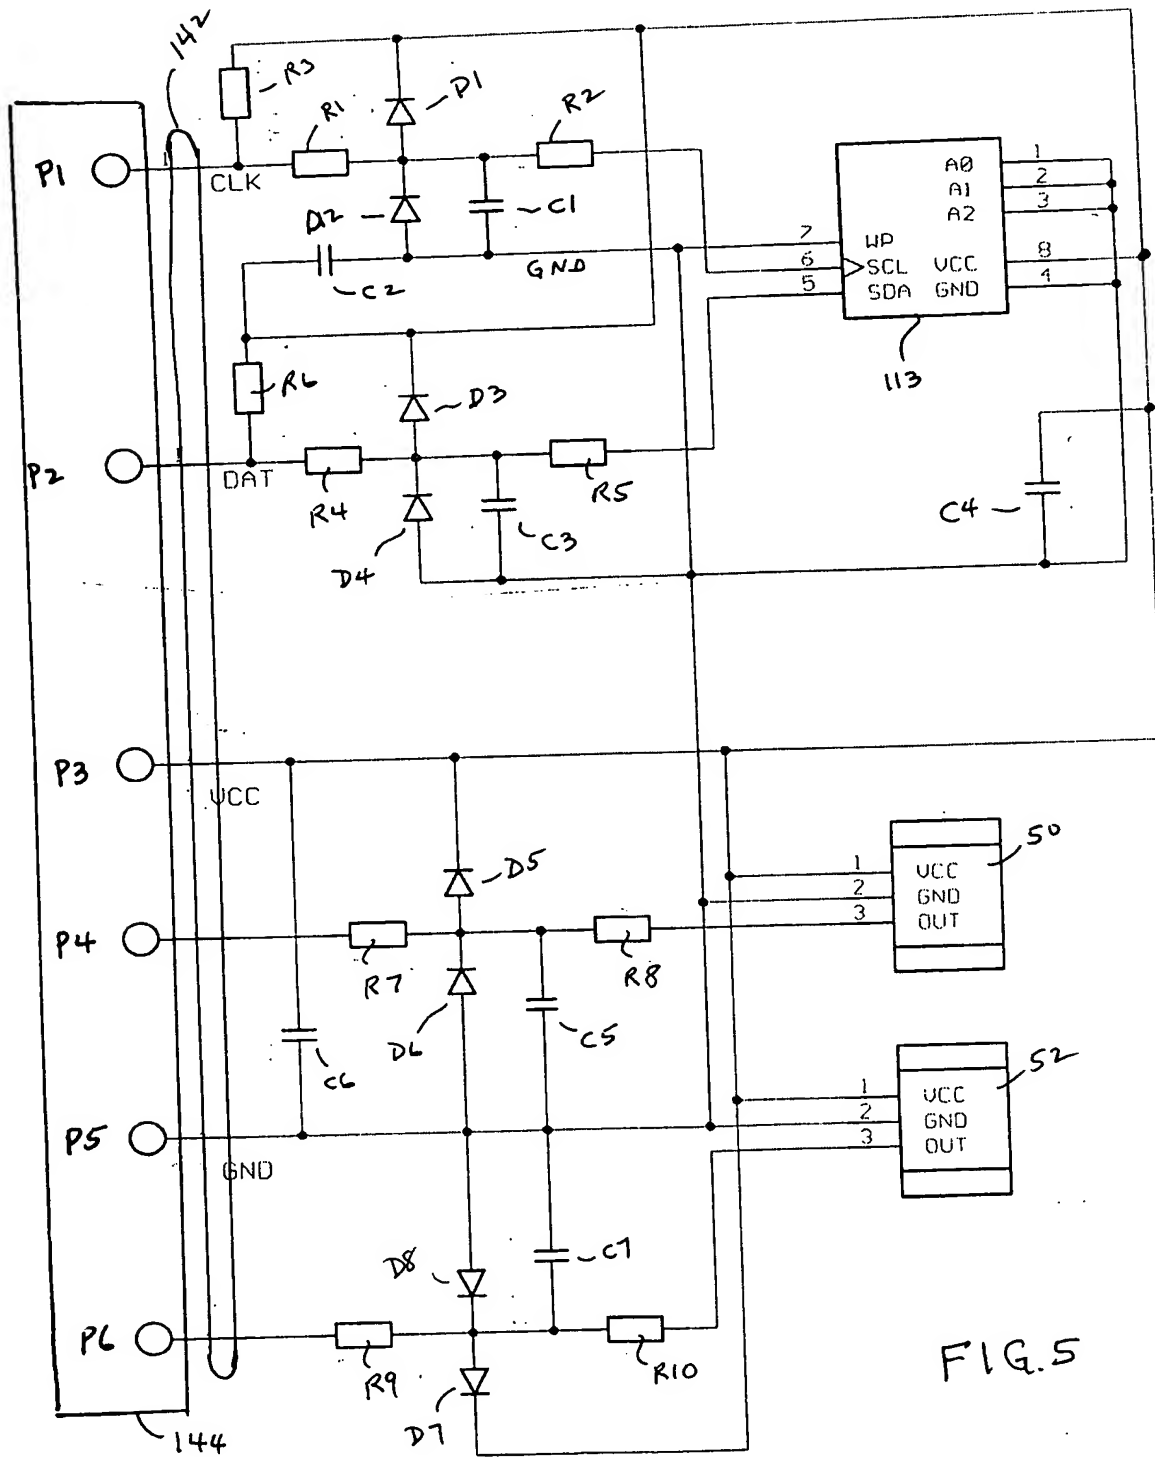 142
R3
D1
R1
R2
P1
1
CLK
D2
C1
A0 1
A1 2
A2 3
7 WP
6 SCL VCC 8
5 SDA GND 4
GND
C2
113
R6
D3
P2
DAT
R4
R5
C4
C3
D4
P3
VCC
50
D5
1 VCC
2 GND
3 OUT
P4
R7
R8
D6
C5
C6
52
1 VCC
2 GND
3 OUT
P5
GND
D8
C7
P6
R9
R10
D7
FIG.5
144